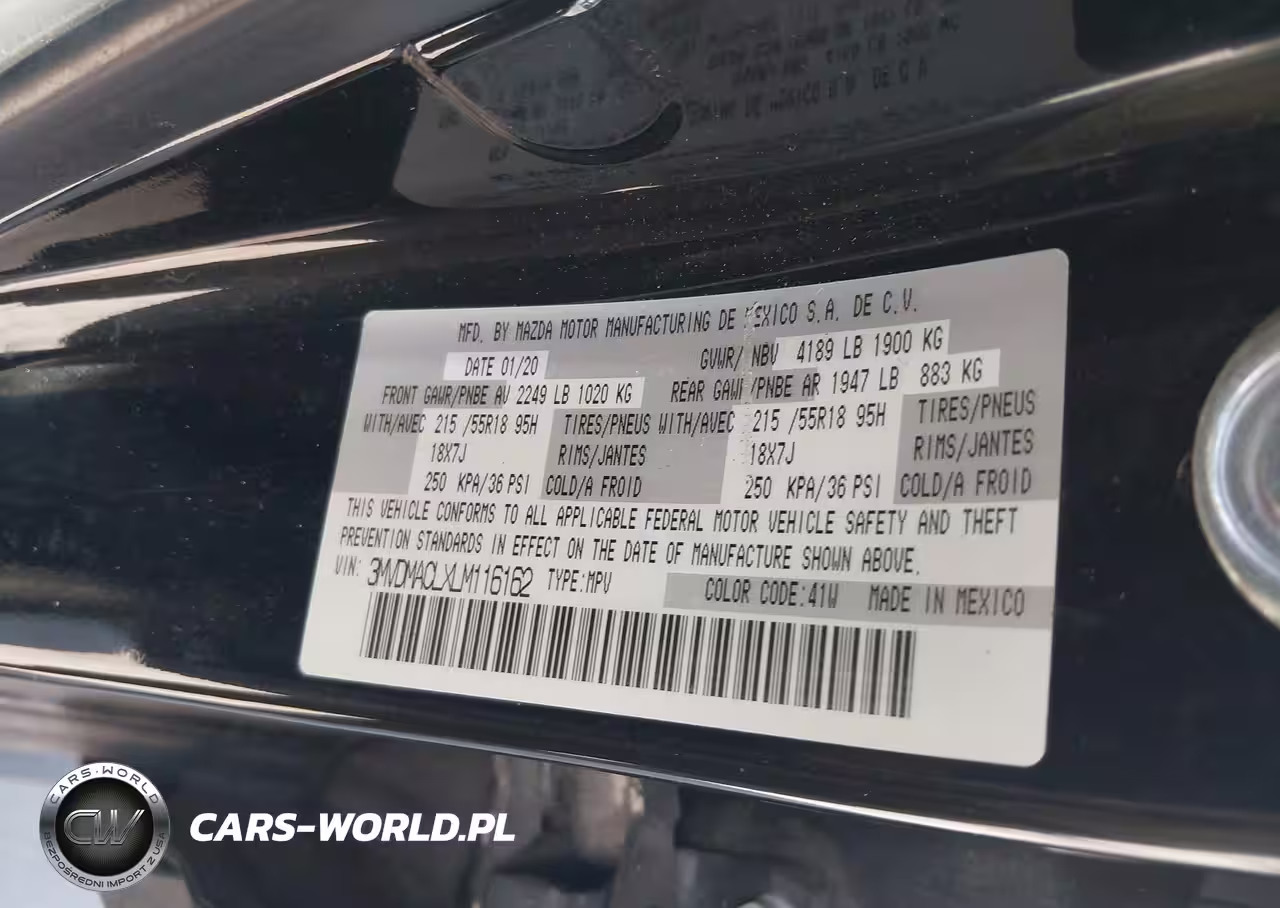 MFD. BY MAZDA MOTOR MANUFACTURING DE MEXICO S.A. DE C.V.
DATE 01/20 GVWR/ NBV 4189 LB 1900 KG
FRONT GAWR/PNBE AV 2249 LB 1020 KG REAR GAWR/PNBE AR 1947 LB 883 KG
WITH/AVEC 215 /55R18 95H TIRES/PNEUS WITH/AVEC 215 /55R18 95H TIRES/PNEUS
18X7J RIMS/JANTES 18X7J RIMS/JANTES
250 KPA/36 PSI COLD/A FROID 250 KPA/36 PSI COLD/A FROID
THIS VEHICLE CONFORMS TO ALL APPLICABLE FEDERAL MOTOR VEHICLE SAFETY AND THEFT
PREVENTION STANDARDS IN EFFECT ON THE DATE OF MANUFACTURE SHOWN ABOVE.
VIN: 3MVDMACLXLM116162 TYPE:MPV COLOR CODE:41W MADE IN MEXICO
CARS-WORLD
CW
BEZPOŚREDNI IMPORT Z USA
CARS-WORLD.PL